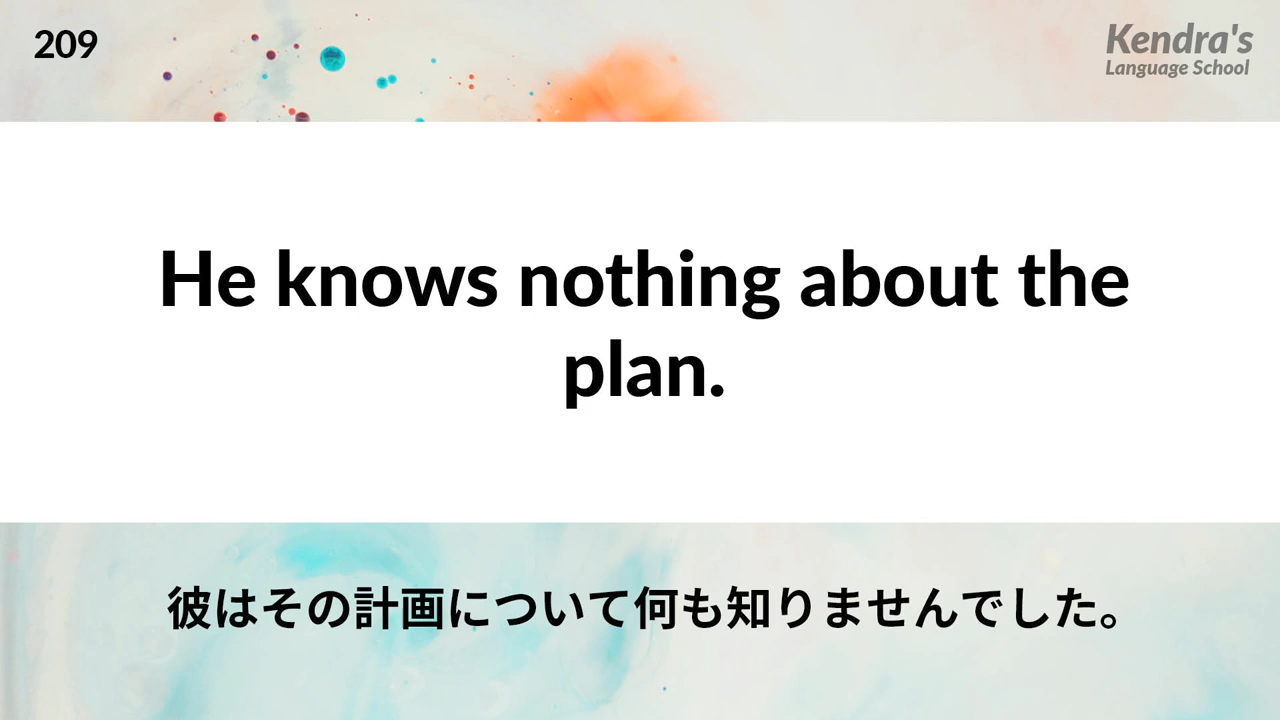 209
Kendra's
Language School
He knows nothing about the
plan.
彼はその計画について何も知りませんでした。